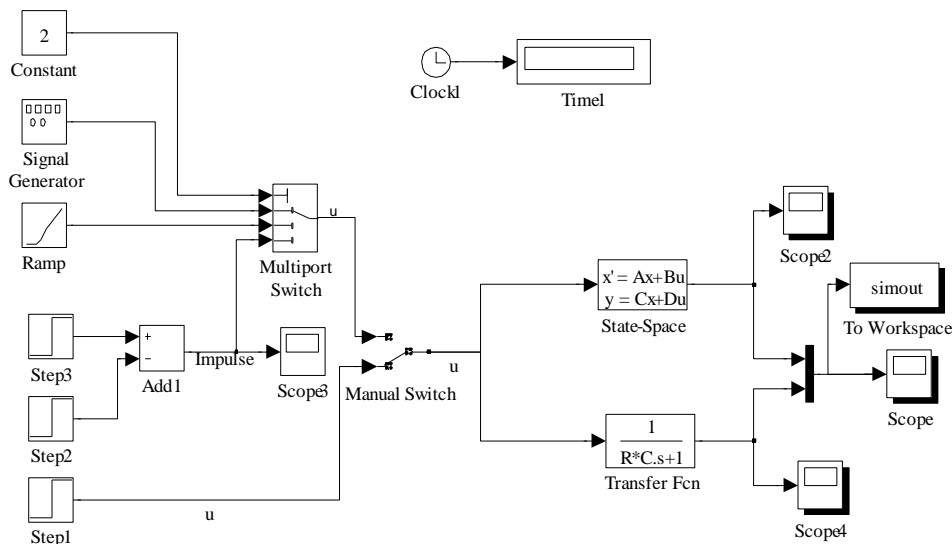 2
Constant
Clock1
Time1
Signal
Generator
u
Ramp
Multiport
Switch
Scope2
x' = Ax+Bu
y = Cx+Du
State-Space
simout
To Workspace
Step3
+
−
Add1
Impulse
Scope3
Manual Switch
u
Scope
Step2
1
R*C.s+1
Transfer Fcn
u
Step1
Scope4